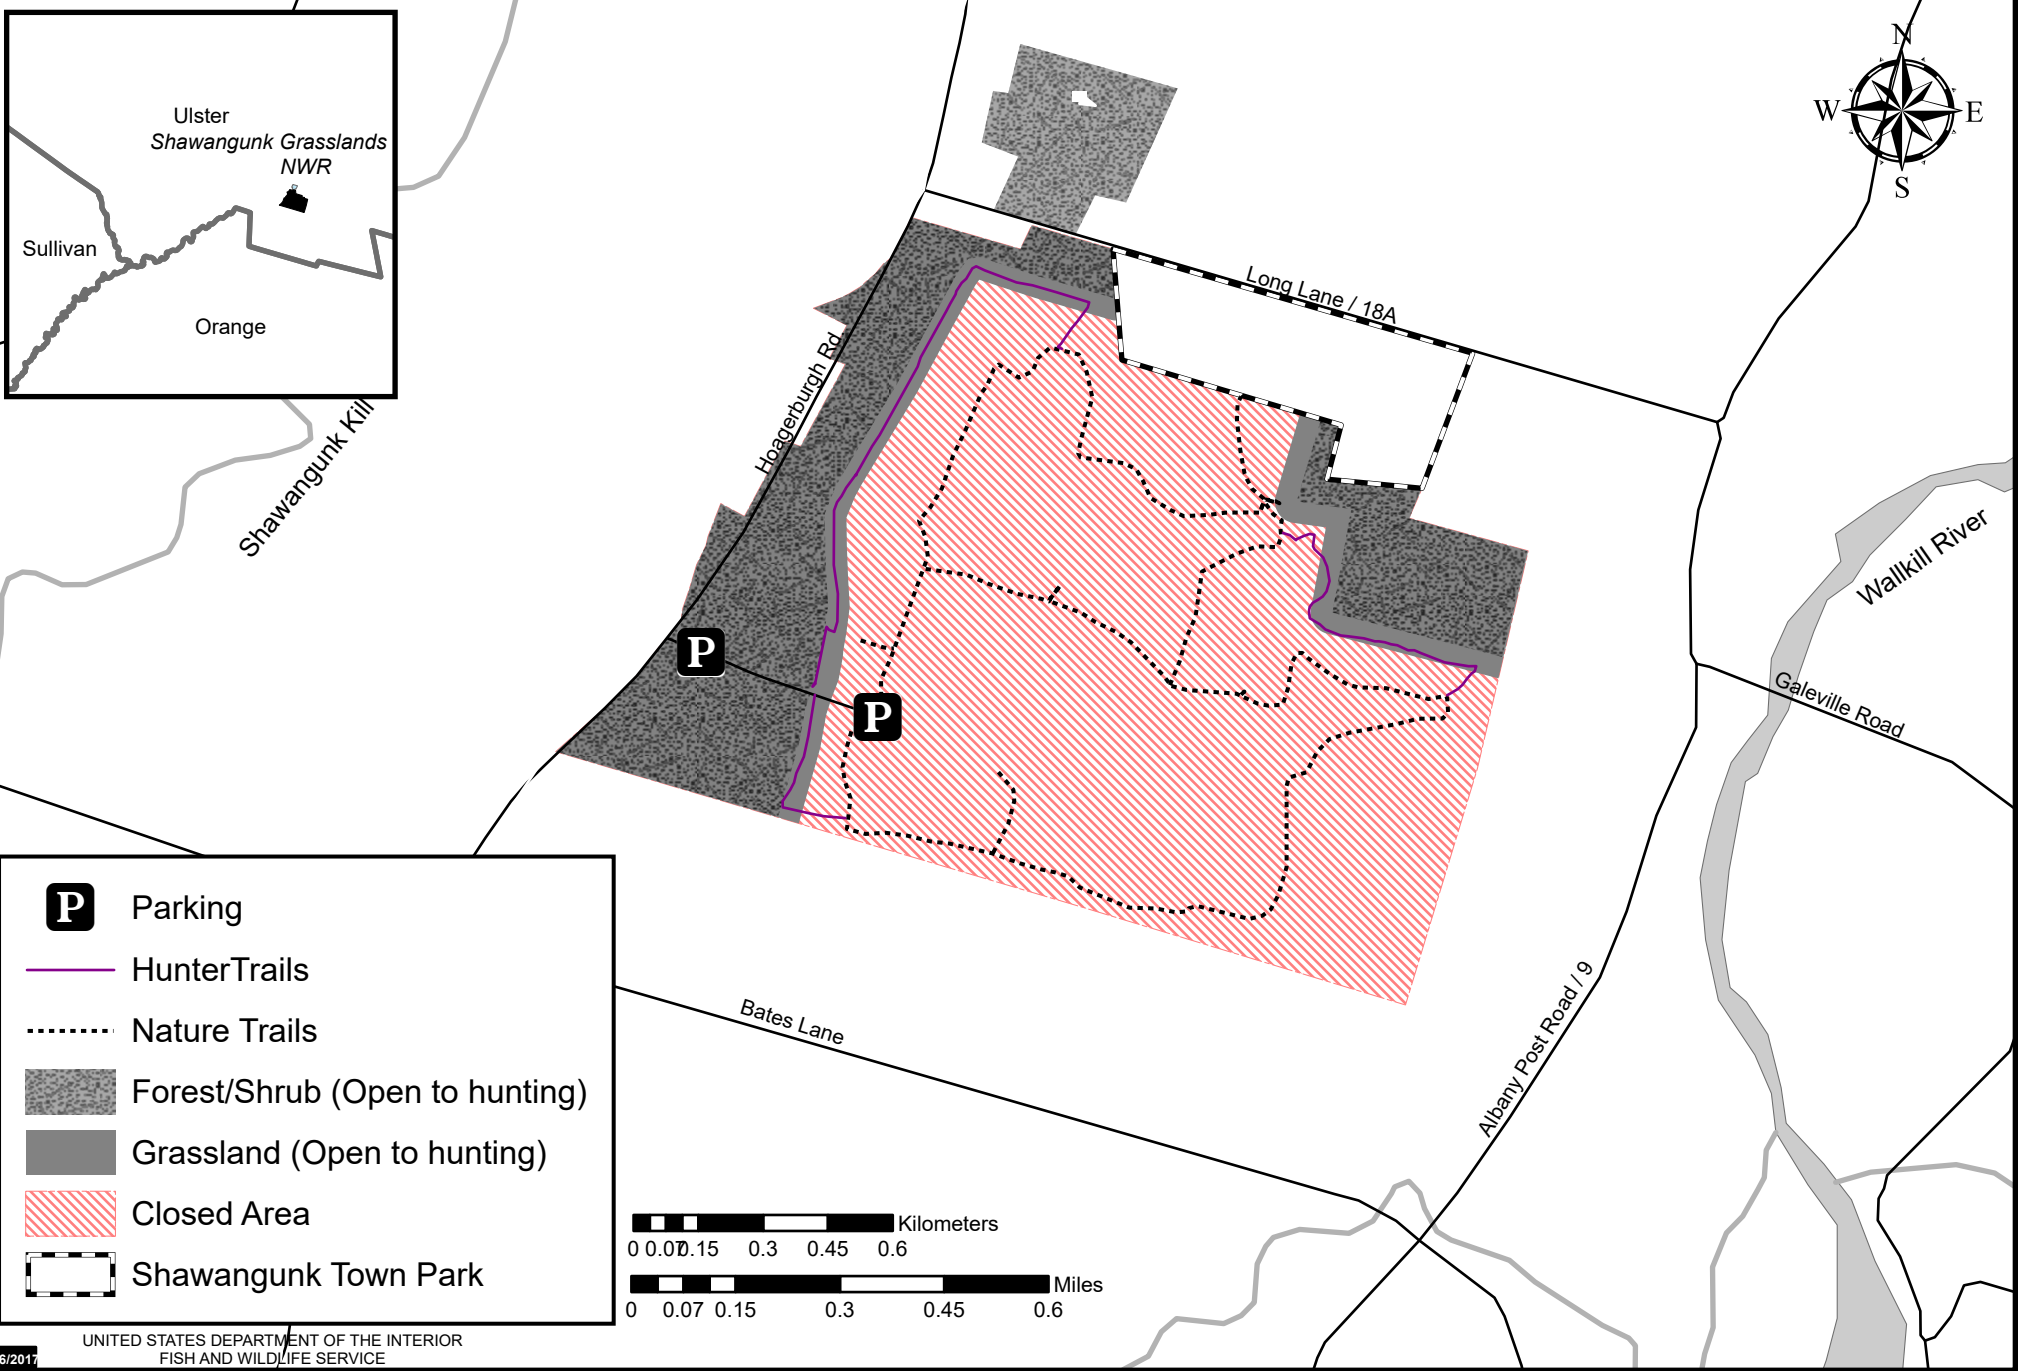 Ulster
Shawangunk Grasslands
NWR
Sullivan
Orange
N
W
E
S
Long Lane / 18A
Hoagerburgh Rd.
Shawangunk Kill
Wallkill River
P
P
Galeville Road
Albany Post Road / 9
Bates Lane
P Parking
HunterTrails
Nature Trails
Forest/Shrub (Open to hunting)
Grassland (Open to hunting)
Closed Area
Shawangunk Town Park
Kilometers
0 0.07 0.15 0.3 0.45 0.6
Miles
0 0.07 0.15 0.3 0.45 0.6
UNITED STATES DEPARTMENT OF THE INTERIOR
FISH AND WILDLIFE SERVICE
6/2017